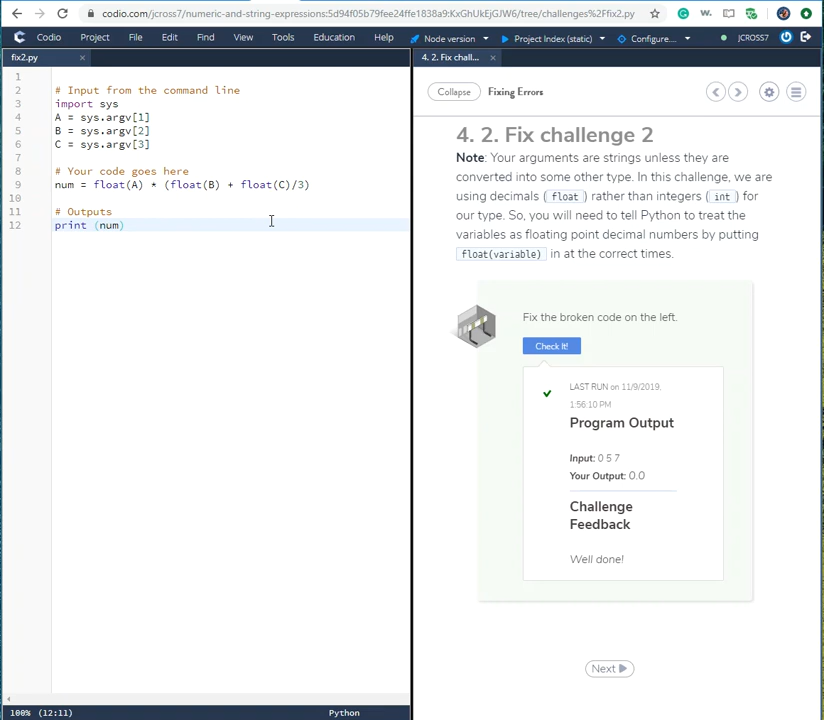 codio.com/jcross7/numeric-and-string-expressions:5d94f05b79fee24ffe1838a9:KxGhUkEjGJW6/tree/challenges%2Ffix2.py
w.
Codio Project File Edit Find View Tools Education Help Node version Project Index (static) Configure... JCROSS7
fix2.py
4. 2. Fix chall...
Collapse Fixing Errors
1
2 # Input from the command line
3 import sys
4 A = sys.argv[1]
5 B = sys.argv[2]
6 C = sys.argv[3]
7
8 # Your code goes here
9 num = float(A) * (float(B) + float(C)/3)
10
11 # Outputs
12 print (num)
4. 2. Fix challenge 2
Note: Your arguments are strings unless they are
converted into some other type. In this challenge, we are
using decimals ( float ) rather than integers ( int ) for
our type. So, you will need to tell Python to treat the
variables as floating point decimal numbers by putting
float(variable) in at the correct times.
Fix the broken code on the left.
Check It!
LAST RUN on 11/9/2019,
1:56:10 PM
Program Output
Input: 0 5 7
Your Output: 0.0
Challenge
Feedback
Well done!
Next
100% (12:11) Python